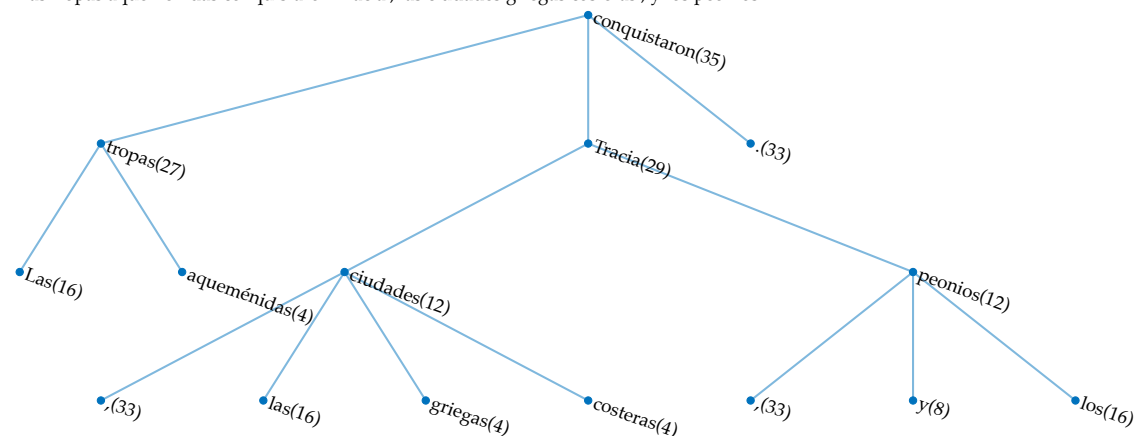 conquistaron(35)
tropas(27)
Tracia(29)
.(33)
Las(16)
aqueménidas(4)
ciudades(12)
peonios(12)
,(33)
las(16)
griegas(4)
costeras(4)
,(33)
y(8)
los(16)